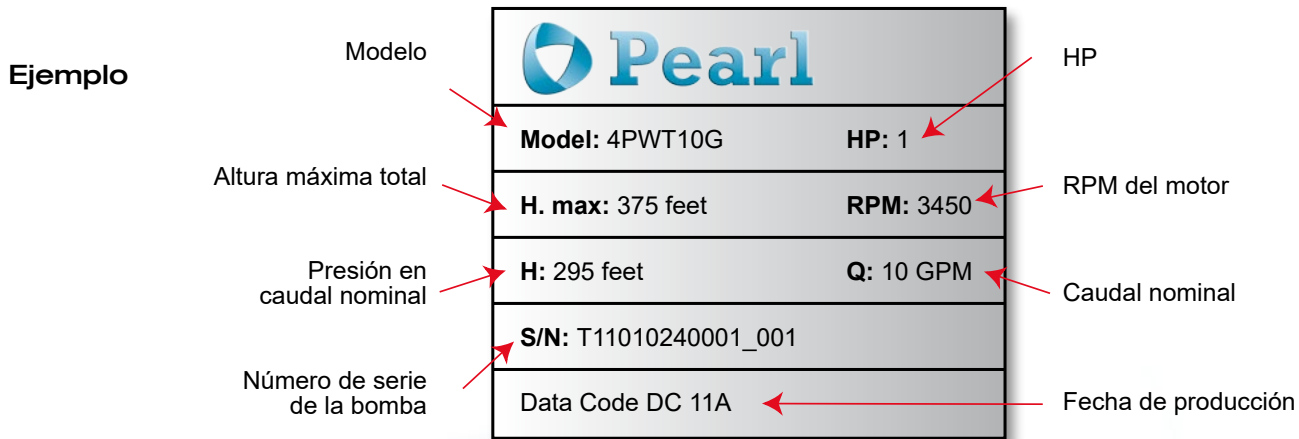 Ejemplo
Modelo
Pearl
HP
Model: 4PWT10G HP: 1
Altura máxima total
H. max: 375 feet RPM: 3450
RPM del motor
Presión en
caudal nominal
H: 295 feet Q: 10 GPM
Caudal nominal
S/N: T11010240001_001
Número de serie
de la bomba
Data Code DC 11A
Fecha de producción